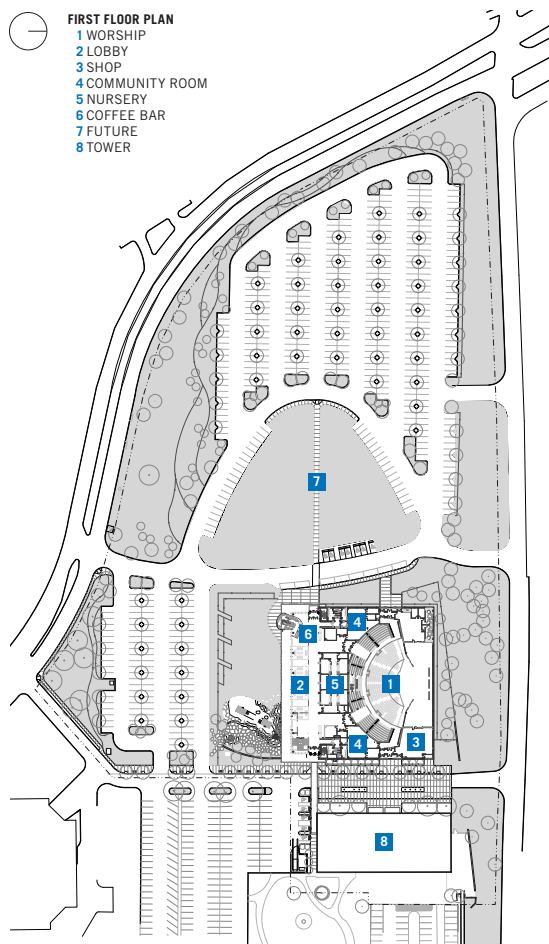 FIRST FLOOR PLAN
1 WORSHIP
2 LOBBY
3 SHOP
4 COMMUNITY ROOM
5 NURSERY
6 COFFEE BAR
7 FUTURE
8 TOWER
7
4
6
2
5
1
4
3
8